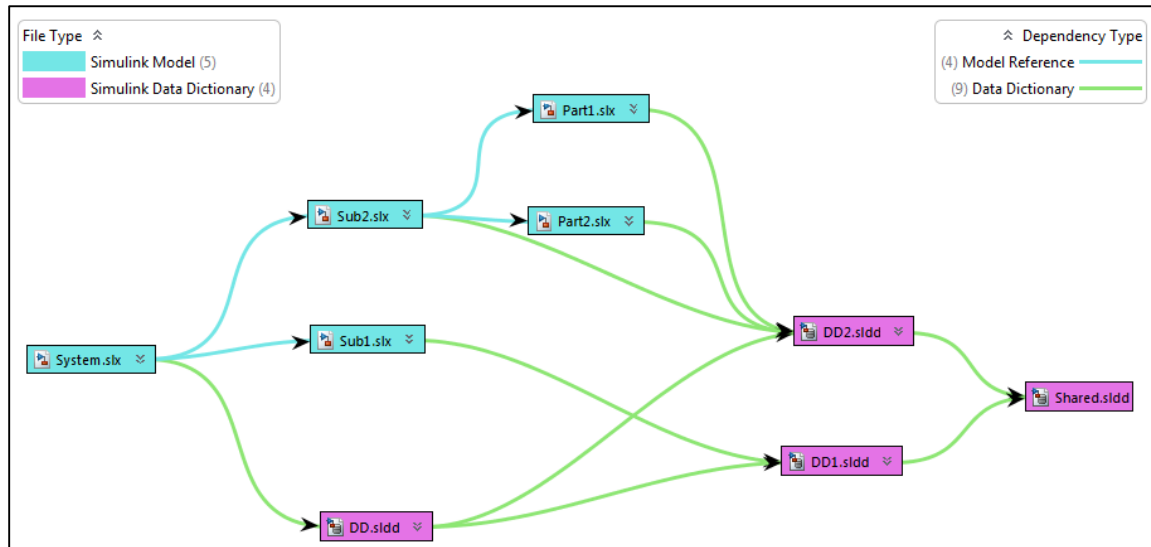 File Type
Simulink Model (5)
Simulink Data Dictionary (4)
Dependency Type
(4) Model Reference
(9) Data Dictionary
Part1.slx
Sub2.slx
Part2.slx
Sub1.slx
DD2.sldd
System.slx
Shared.sldd
DD1.sldd
DD.sldd